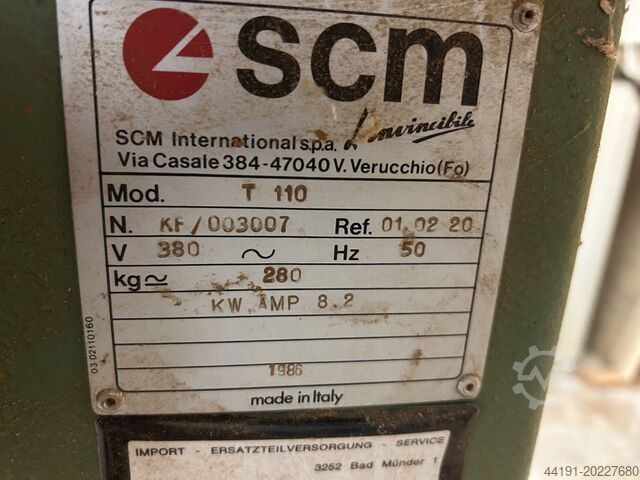 scm
L'invincibile
SCM International s.p.a.
Via Casale 384-47040 V. Verucchio (Fo)
Mod. T 110
N. KF/003007 Ref. 01 02 20
V 380 ~ Hz 50
kg≃ 280
KW AMP 8.2
1986
made in Italy
03 02110160
IMPORT - ERSATZTEILVERSORGUNG - SERVICE
3252 Bad Münder 1
44191-20227680